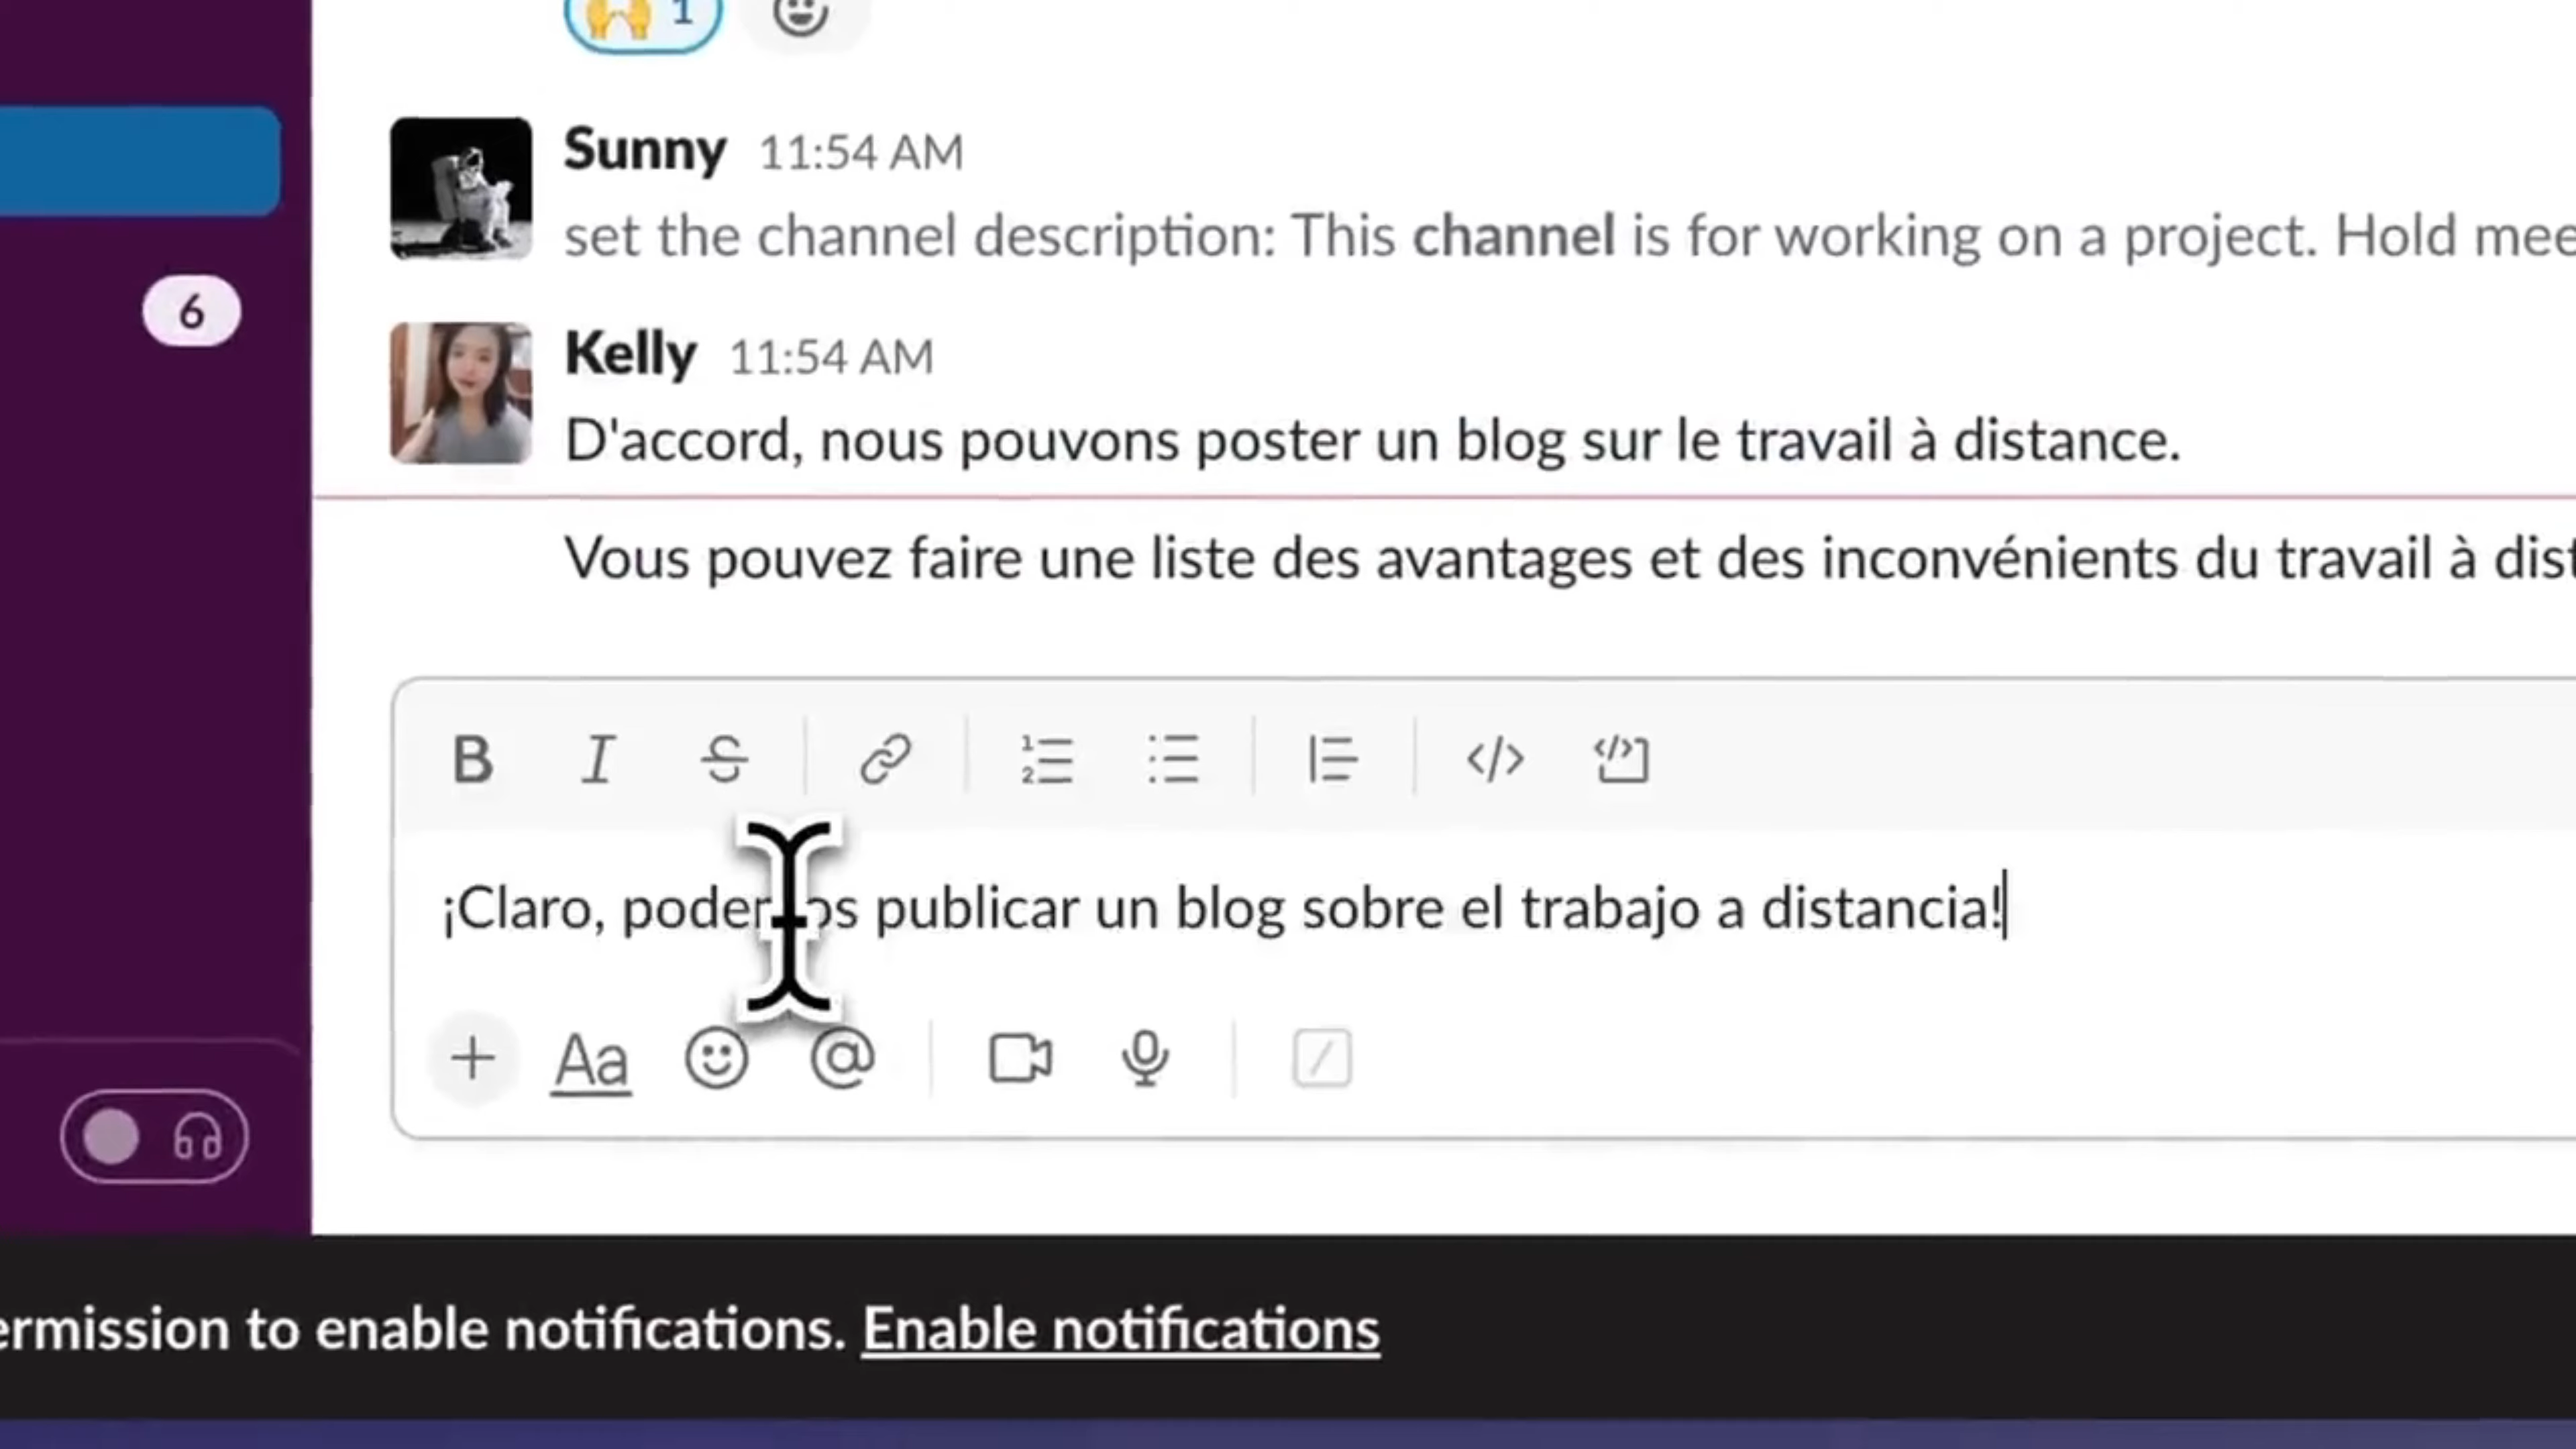 1
Sunny 11:54 AM
set the channel description: This channel is for working on a project. Hold
6
Kelly 11:54 AM
D'accord, nous pouvons poster un blog sur le travail à distance.
Vous pouvez faire une liste des avantages et des inconvénients du travail à
B I S
¡Claro, podemos publicar un blog sobre el trabajo a distancia!
+ Aa @
to enable notifications. Enable notifications